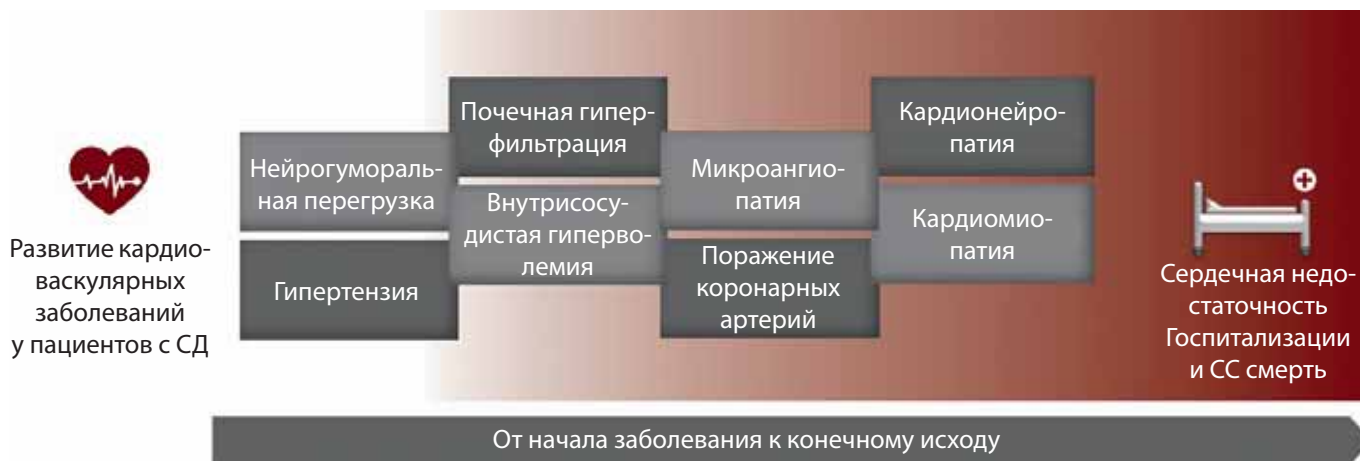 Развитие кардио-
васкулярных
заболеваний
у пациентов с СД
Нейрогумораль-
ная перегрузка
Гипертензия
Почечная гипер-
фильтрация
Внутрисосу-
дистая гиперво-
лемия
Микроангио-
патия
Поражение
коронарных
артерий
Кардионейро-
патия
Кардиомио-
патия
Сердечная недо-
статочность
Госпитализации
и СС смерть
От начала заболевания к конечному исходу